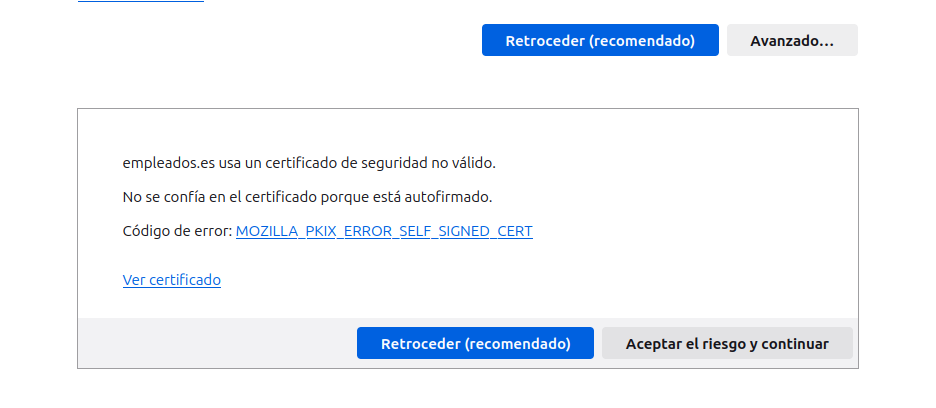 Retroceder (recomendado)
Avanzado...
empleados.es usa un certificado de seguridad no válido.
No se confía en el certificado porque está autofirmado.
Código de error: MOZILLA_PKIX_ERROR_SELF_SIGNED_CERT
Ver certificado
Retroceder (recomendado)
Aceptar el riesgo y continuar